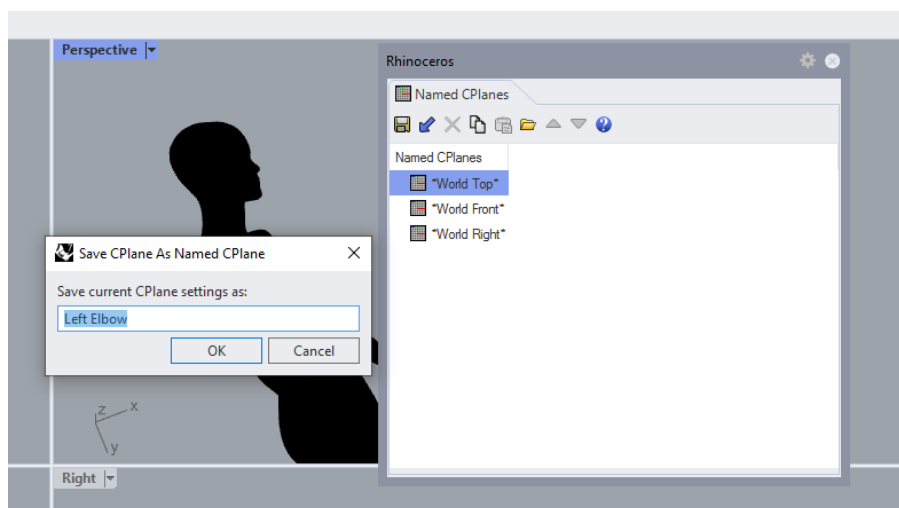 Perspective
Rhinoceros
Named CPlanes
Named CPlanes
*World Top*
*World Front*
*World Right*
Save CPlane As Named CPlane
Save current CPlane settings as:
Left Elbow
OK Cancel
z x
y
Right